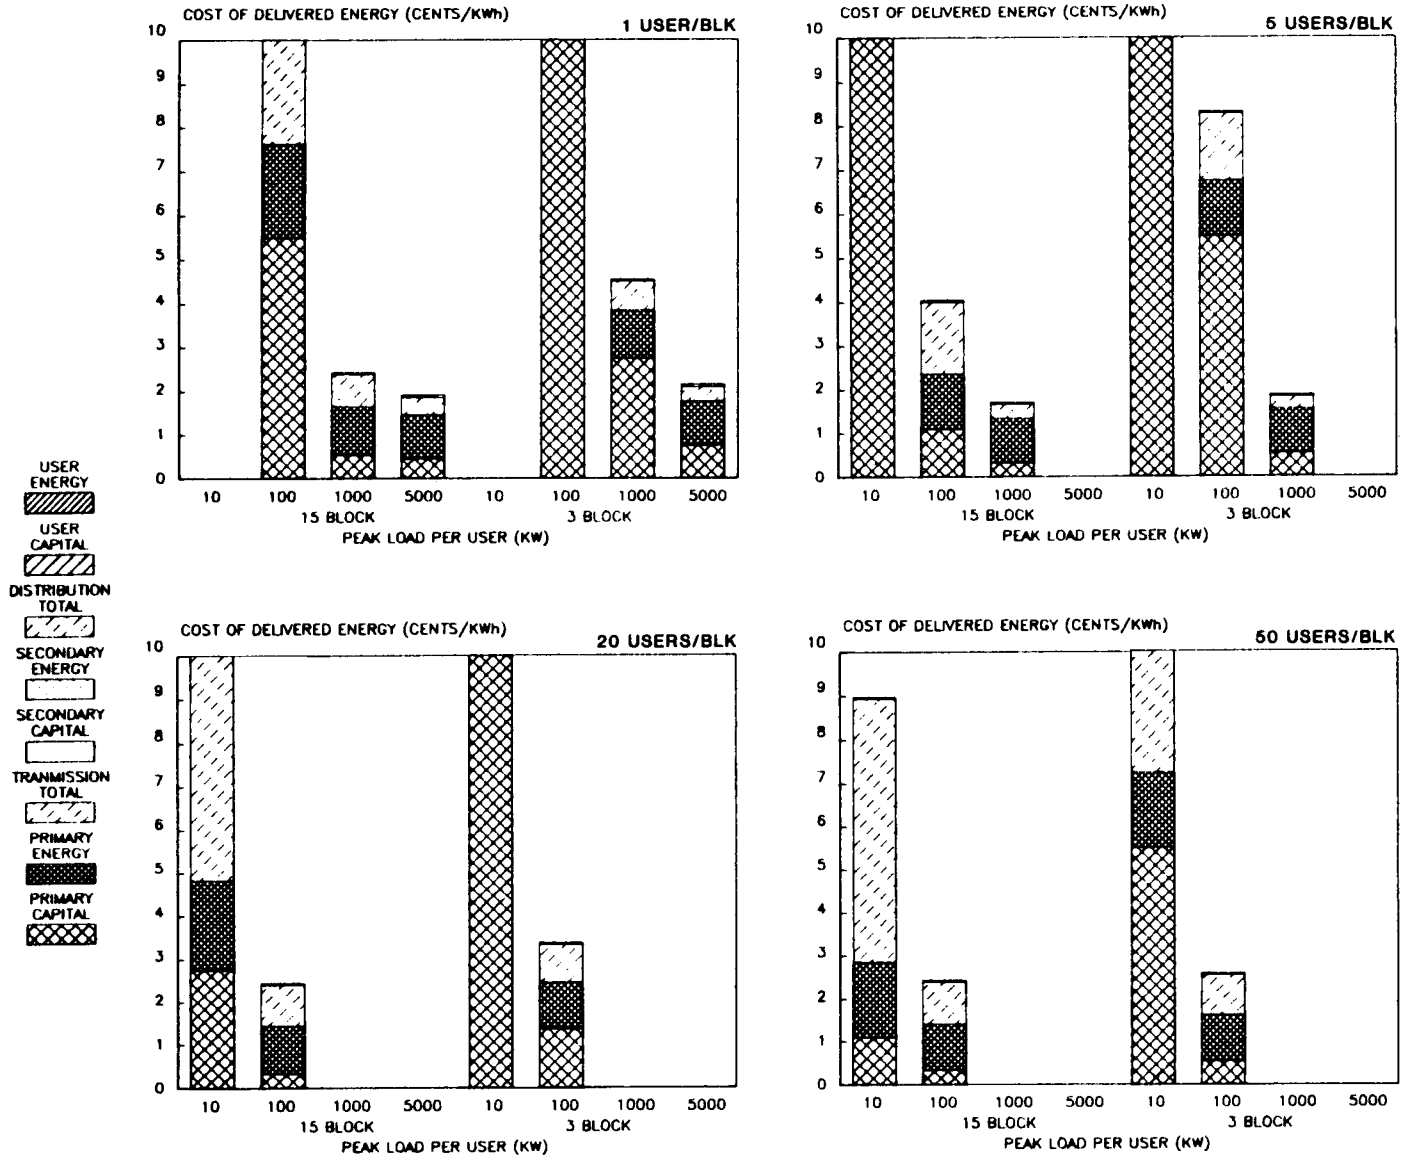 COST OF DELIVERED ENERGY (CENTS/KWh)
1 USER/BLK
10
9
8
7
6
5
4
3
2
1
0
10 100 1000 5000 10 100 1000 5000
15 BLOCK 3 BLOCK
PEAK LOAD PER USER (KW)
COST OF DELIVERED ENERGY (CENTS/KWh)
5 USERS/BLK
10
9
8
7
6
5
4
3
2
1
0
10 100 1000 5000 10 100 1000 5000
15 BLOCK 3 BLOCK
PEAK LOAD PER USER (KW)
USER
ENERGY
USER
CAPITAL
DISTRIBUTION
TOTAL
SECONDARY
ENERGY
SECONDARY
CAPITAL
TRANMISSION
TOTAL
PRIMARY
ENERGY
PRIMARY
CAPITAL
COST OF DELIVERED ENERGY (CENTS/KWh)
20 USERS/BLK
10
9
8
7
6
5
4
3
2
1
0
10 100 1000 5000 10 100 1000 5000
15 BLOCK 3 BLOCK
PEAK LOAD PER USER (KW)
COST OF DELIVERED ENERGY (CENTS/KWh)
50 USERS/BLK
10
9
8
7
6
5
4
3
2
1
0
10 100 1000 5000 10 100 1000 5000
15 BLOCK 3 BLOCK
PEAK LOAD PER USER (KW)